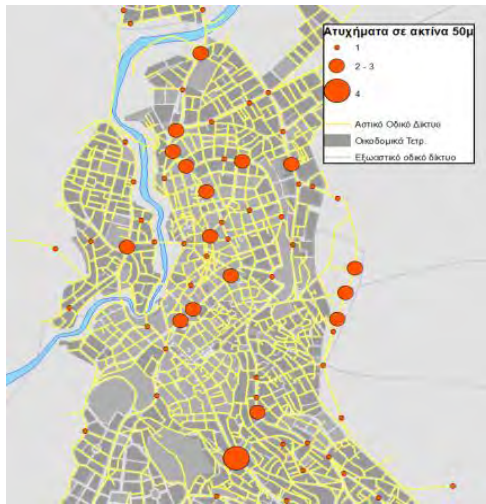 Ατυχήματα σε ακτίνα 50μ
1
2 - 3
4
Αστικό Οδικό Δίκτυο
Οικοδομικά Τετρ.
Εξωαστικό οδικό δίκτυο